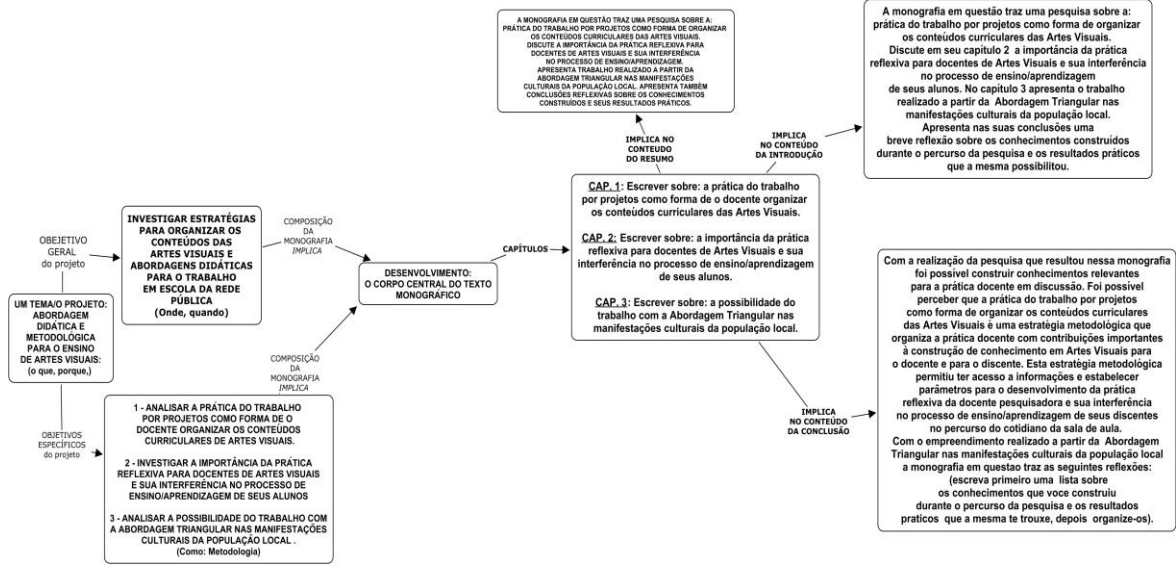 A MONOGRAFIA EM QUESTÃO TRAZ UMA PESQUISA SOBRE A:
PRÁTICA DO TRABALHO POR PROJETOS COMO FORMA DE ORGANIZAR
OS CONTEÚDOS CURRICULARES DAS ARTES VISUAIS.
DISCUTE A IMPORTÂNCIA DA PRÁTICA REFLEXIVA PARA
DOCENTES DE ARTES VISUAIS E SUA INTERFERÊNCIA
NO PROCESSO DE ENSINO/APRENDIZAGEM.
APRESENTA TRABALHO REALIZADO A PARTIR DA
ABORDAGEM TRIANGULAR NAS MANIFESTAÇÕES
CULTURAIS DA POPULAÇÃO LOCAL. APRESENTA TAMBÉM
CONCLUSÕES REFLEXIVAS SOBRE OS CONHECIMENTOS
CONSTRUÍDOS E SEUS RESULTADOS PRÁTICOS.
A monografia em questão traz uma pesquisa sobre a:
prática do trabalho por projetos como forma de organizar
os conteúdos curriculares das Artes Visuais.
Discute em seu capítulo 2 a importância da prática
reflexiva para docentes de Artes Visuais e sua interferência
no processo de ensino/aprendizagem
de seus alunos. No capítulo 3 apresenta o trabalho
realizado a partir da Abordagem Triangular nas
manifestações culturais da população local.
Apresenta nas suas conclusões uma
breve reflexão sobre os conhecimentos construídos
durante o percurso da pesquisa e os resultados práticos
que a mesma possibilitou.
IMPLICA NO
CONTEUDO
DO RESUMO
IMPLICA
NO CONTEÚDO
DA INTRODUÇÃO
CAP. 1: Escrever sobre: a prática do trabalho
por projetos como forma de o docente organizar
os conteúdos curriculares das Artes Visuais.
CAP. 2: Escrever sobre: a importância da prática
reflexiva para docentes de Artes Visuais e sua
interferência no processo de ensino/aprendizagem
de seus alunos.
CAP. 3: Escrever sobre: a possibilidade do
trabalho com a Abordagem Triangular nas
manifestações culturais da população local.
CAPÍTULOS
OBEJETIVO
GERAL
do projeto
INVESTIGAR ESTRATÉGIAS
PARA ORGANIZAR OS
CONTEÚDOS DAS
ARTES VISUAIS E
ABORDAGENS DIDÁTICAS
PARA O TRABALHO
EM ESCOLA DA REDE
PÚBLICA
(Onde, quando)
COMPOSIÇÃO
DA
MONOGRAFIA
IMPLICA
DESENVOLVIMENTO:
O CORPO CENTRAL DO TEXTO
MONOGRÁFICO
UM TEMA/O PROJETO:
ABORDAGEM
DIDÁTICA E
METODOLÓGICA
PARA O ENSINO
DE ARTES VISUAIS:
(o que, porque,)
COMPOSIÇÃO
DA
MONOGRAFIA
IMPLICA
OBJETIVOS
ESPECÍFICOS
do projeto
1 - ANALISAR A PRÁTICA DO TRABALHO
POR PROJETOS COMO FORMA DE O
DOCENTE ORGANIZAR OS CONTEÚDOS
CURRICULARES DE ARTES VISUAIS.
2 - INVESTIGAR A IMPORTÂNCIA DA PRÁTICA
REFLEXIVA PARA DOCENTES DE ARTES VISUAIS
E SUA INTERFERÊNCIA NO PROCESSO DE
ENSINO/APRENDIZAGEM DE SEUS ALUNOS
3 - ANALISAR A POSSIBILIDADE DO TRABALHO COM
A ABORDAGEM TRIANGULAR NAS MANIFESTAÇÕES
CULTURAIS DA POPULAÇÃO LOCAL .
(Como: Metodologia)
IMPLICA
NO CONTEÚDO
DA CONCLUSÃO
Com a realização da pesquisa que resultou nessa monografia
foi possível construir conhecimentos relevantes
para a prática docente em discussão. Foi possível
perceber que a prática do trabalho por projetos
como forma de organizar os conteúdos curriculares
das Artes Visuais é uma estratégia metodológica que
organiza a prática docente com contribuições importantes
à construção de conhecimento em Artes Visuais para
o docente e para o discente. Esta estratégia metodológica
permitiu ter acesso a informações e estabelecer
parâmetros para o desenvolvimento da prática
reflexiva da docente pesquisadora e sua interferência
no processo de ensino/aprendizagem de seus discentes
no percurso do cotidiano da sala de aula.
Com o empreendimento realizado a partir da Abordagem
Triangular nas manifestações culturais da população local
a monografia em questao traz as seguintes reflexões:
(escreva primeiro uma lista sobre
os conhecimentos que voce construiu
durante o percurso da pesquisa e os resultados
praticos que a mesma te trouxe, depois organize-os).